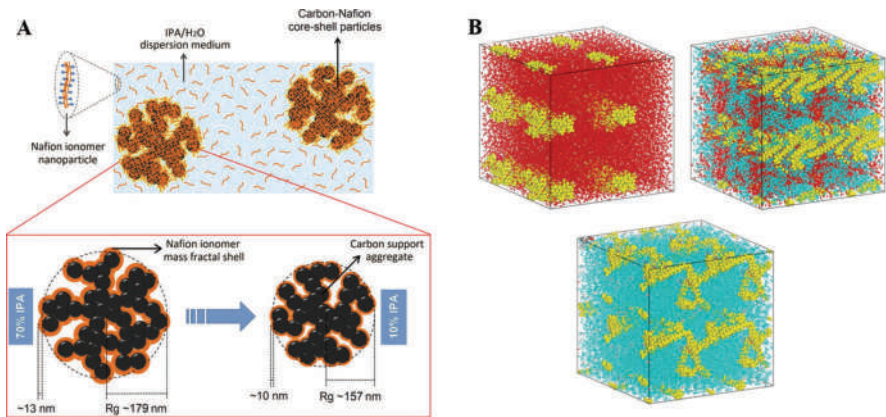 A
IPA/H2O
dispersion medium
Carbon-Nafion
core-shell particles
Nafion ionomer
nanoparticle
Nafion ionomer
mass fractal shell
Carbon support
aggregate
70% IPA
10% IPA
~13 nm
Rg ~179 nm
~10 nm
Rg ~157 nm
B